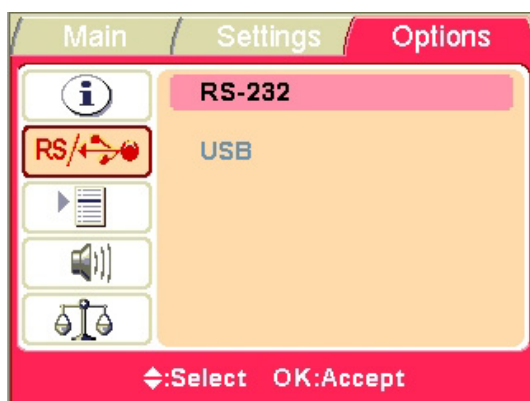 Main Settings Options
i
RS-232
RS/
USB
:Select OK:Accept